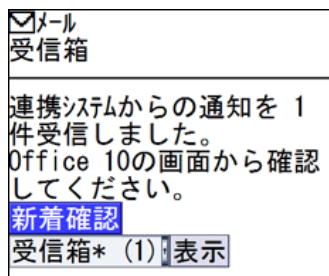 メール
受信箱
連携システムからの通知を 1
件受信しました。
Office 10の画面から確認
してください。
新着確認
受信箱* (1) 表示